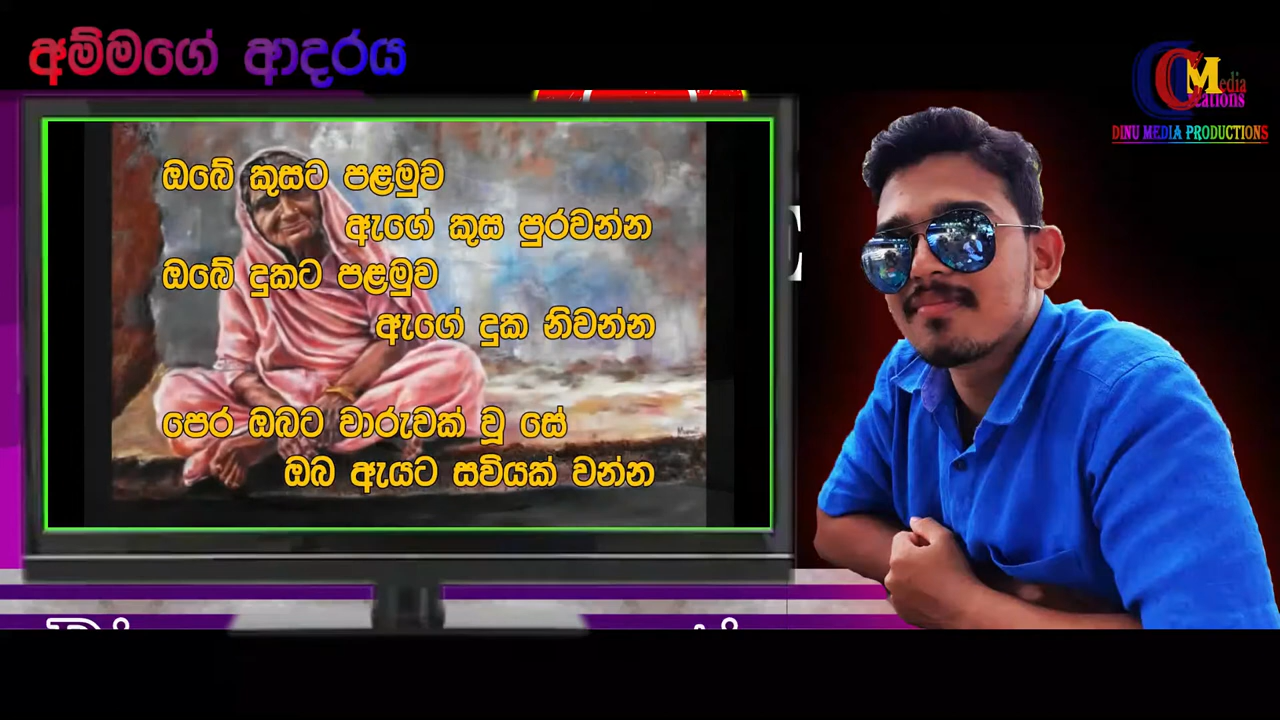 අම්මගේ ආදරය
Media
Creations
DINU MEDIA PRODUCTIONS
ඔබේ කුසට පළමුව
ඇගේ කුස පුරවන්න
ඔබේ දුකට පළමුව
ඇගේ දුක නිවන්න
පෙර ඔබට වාරුවක් වූ සේ
ඔබ ඇයට සවියක් වන්න